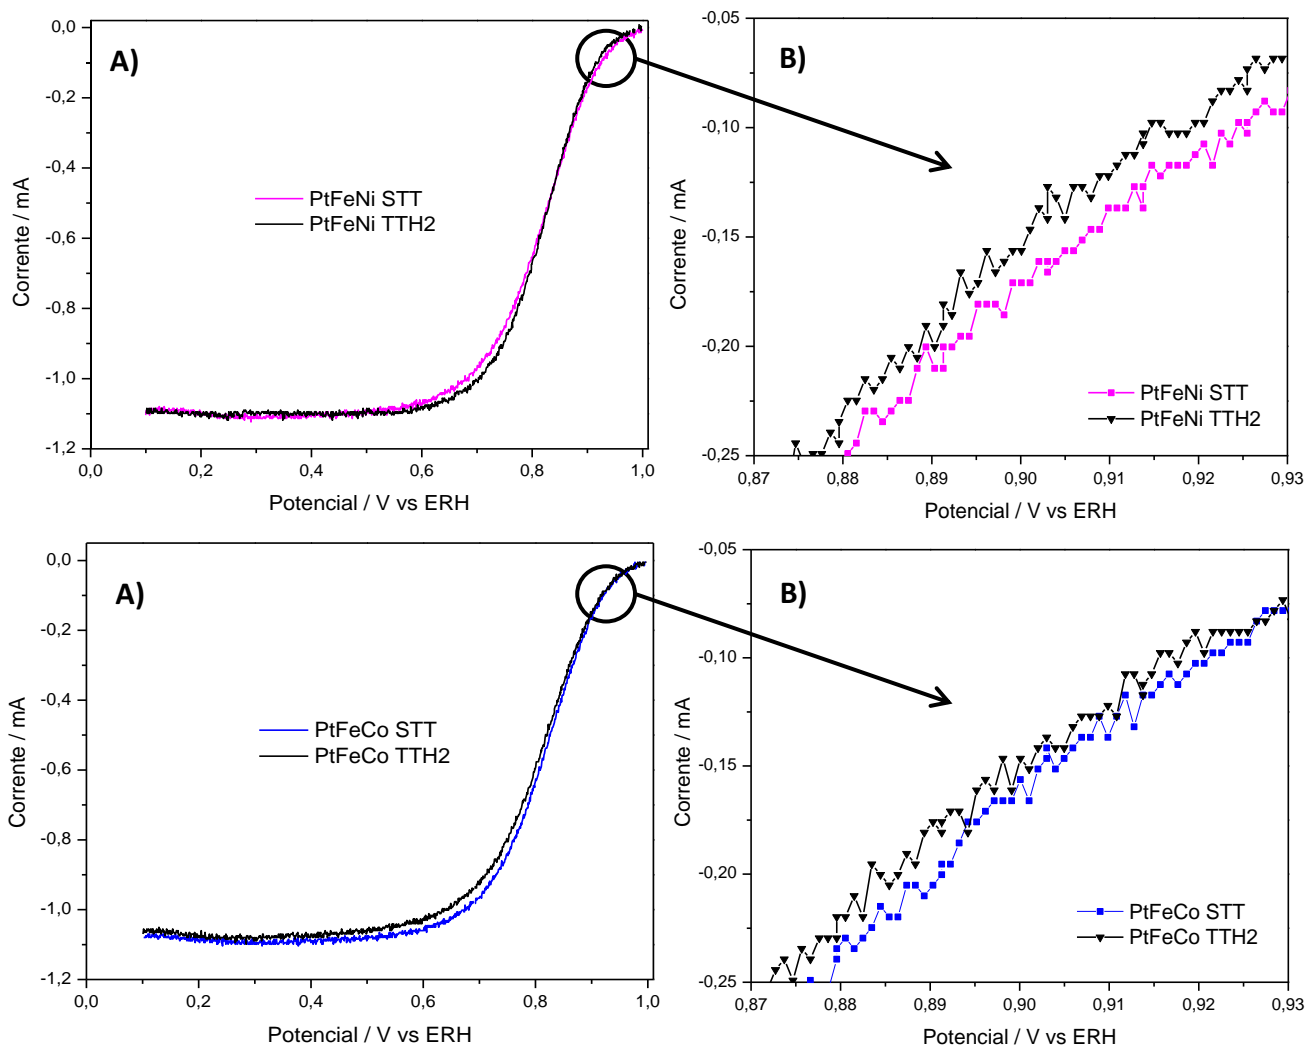 A)
0,0
-0,2
-0,4
-0,6
-0,8
-1,0
-1,2
Corrente / mA
PtFeNi STT
PtFeNi TTH2
0,0 0,2 0,4 0,6 0,8 1,0
Potencial / V vs ERH
B)
-0,05
-0,10
-0,15
-0,20
-0,25
Corrente / mA
PtFeNi STT
PtFeNi TTH2
0,87 0,88 0,89 0,90 0,91 0,92 0,93
Potencial / V vs ERH
A)
0,0
-0,2
-0,4
-0,6
-0,8
-1,0
-1,2
Corrente / mA
PtFeCo STT
PtFeCo TTH2
0,0 0,2 0,4 0,6 0,8 1,0
Potencial / V vs ERH
B)
-0,05
-0,10
-0,15
-0,20
-0,25
Corrente / mA
PtFeCo STT
PtFeCo TTH2
0,87 0,88 0,89 0,90 0,91 0,92 0,93
Potencial / V vs ERH